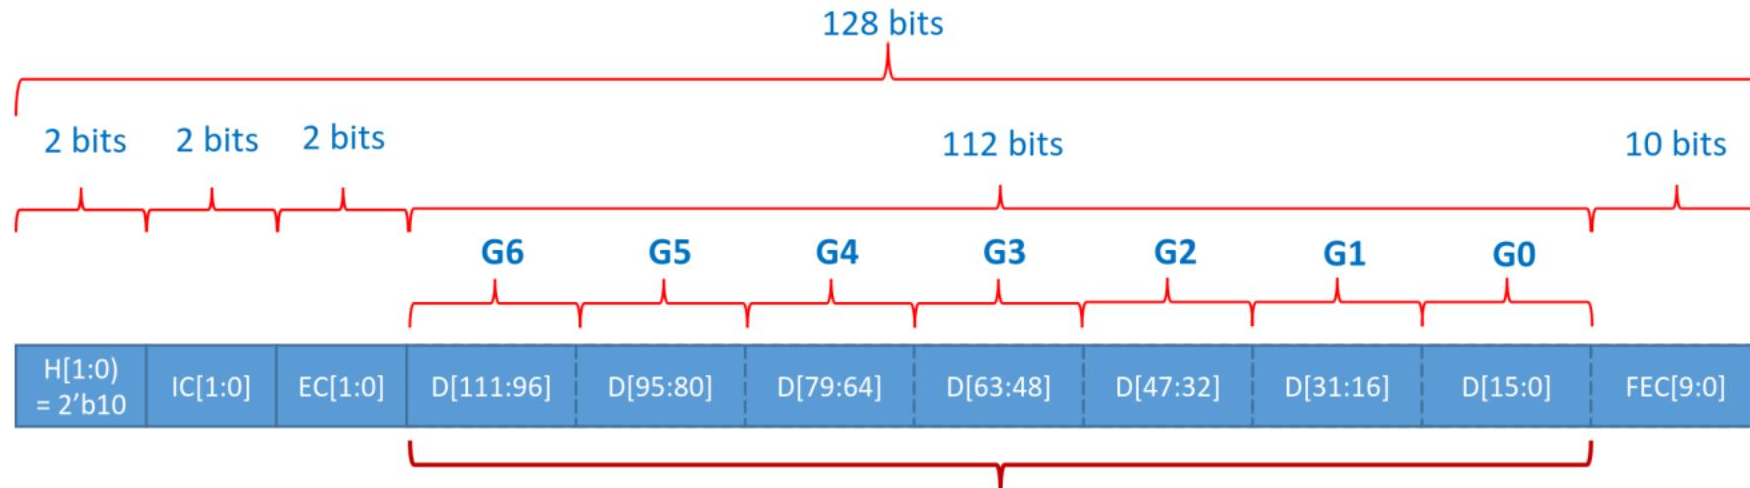 128 bits
2 bits 2 bits 2 bits 112 bits 10 bits
G6 G5 G4 G3 G2 G1 G0
H[1:0)
= 2'b10
IC[1:0] EC[1:0] D[111:96] D[95:80] D[79:64] D[63:48] D[47:32] D[31:16] D[15:0] FEC[9:0]